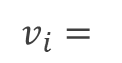 vᵢ =